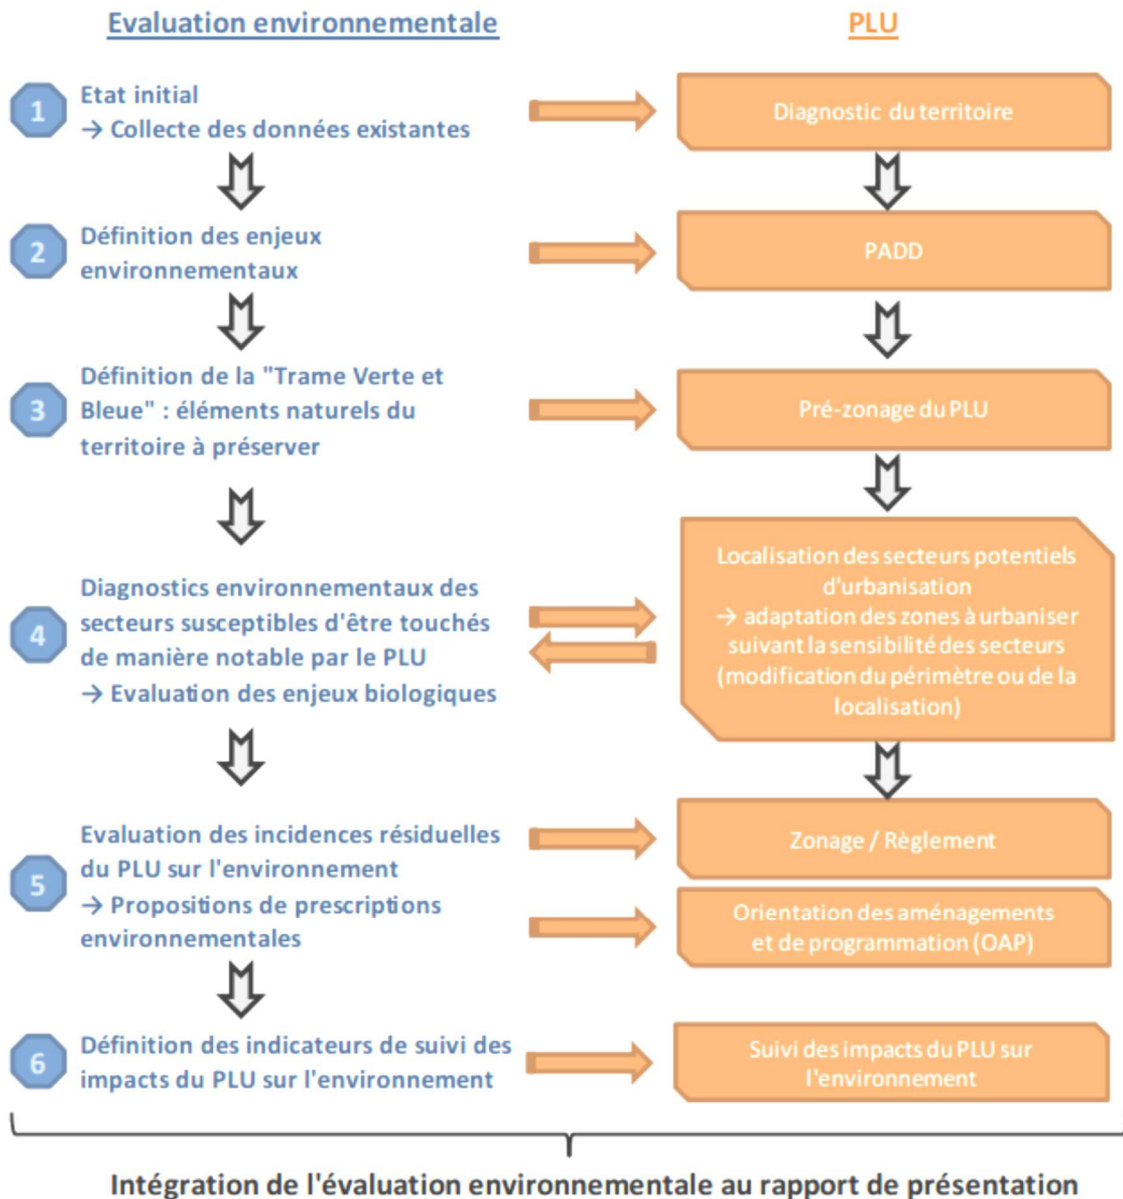 Evaluation environnementale
PLU
1
Etat initial
→ Collecte des données existantes
Diagnostic du territoire
2
Définition des enjeux
environnementaux
PADD
3
Définition de la "Trame Verte et
Bleue" : éléments naturels du
territoire à préserver
Pré-zonage du PLU
4
Diagnostics environnementaux des
secteurs susceptibles d'être touchés
de manière notable par le PLU
→ Evaluation des enjeux biologiques
Localisation des secteurs potentiels
d'urbanisation
→ adaptation des zones à urbaniser
suivant la sensibilité des secteurs
(modification du périmètre ou de la
localisation)
5
Evaluation des incidences résiduelles
du PLU sur l'environnement
→ Propositions de prescriptions
environnementales
Zonage / Règlement
Orientation des aménagements
et de programmation (OAP)
6
Définition des indicateurs de suivi des
impacts du PLU sur l'environnement
Suivi des impacts du PLU sur
l'environnement
Intégration de l'évaluation environnementale au rapport de présentation